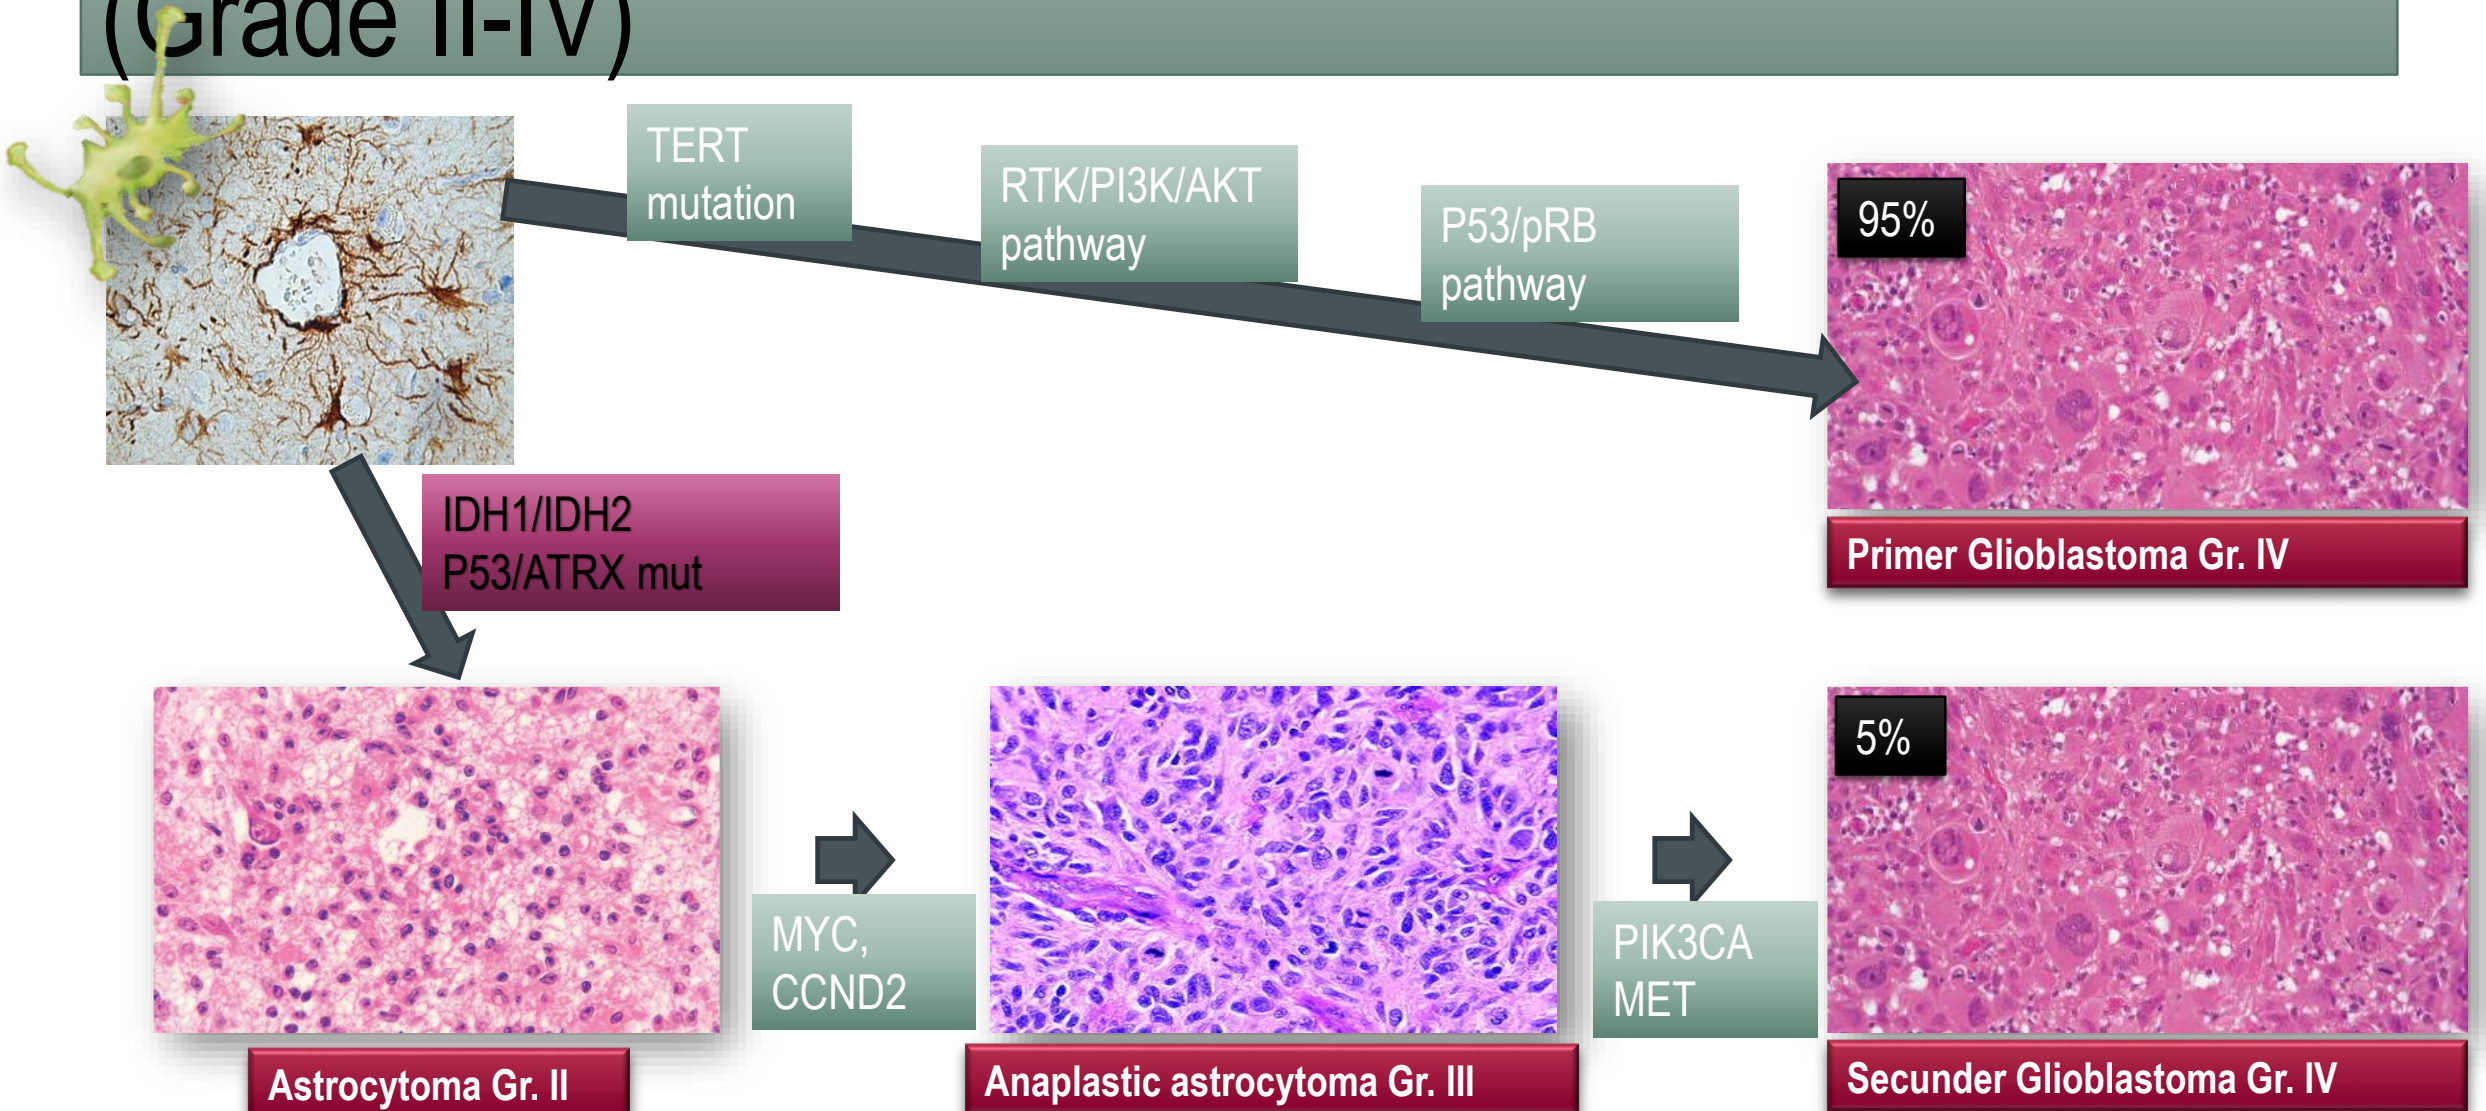 (Grade II-IV)
TERT
mutation
RTK/PI3K/AKT
pathway
P53/pRB
pathway
95%
Primer Glioblastoma Gr. IV
IDH1/IDH2
P53/ATRX mut
5%
MYC,
CCND2
PIK3CA
MET
Astrocytoma Gr. II
Anaplastic astrocytoma Gr. III
Secunder Glioblastoma Gr. IV